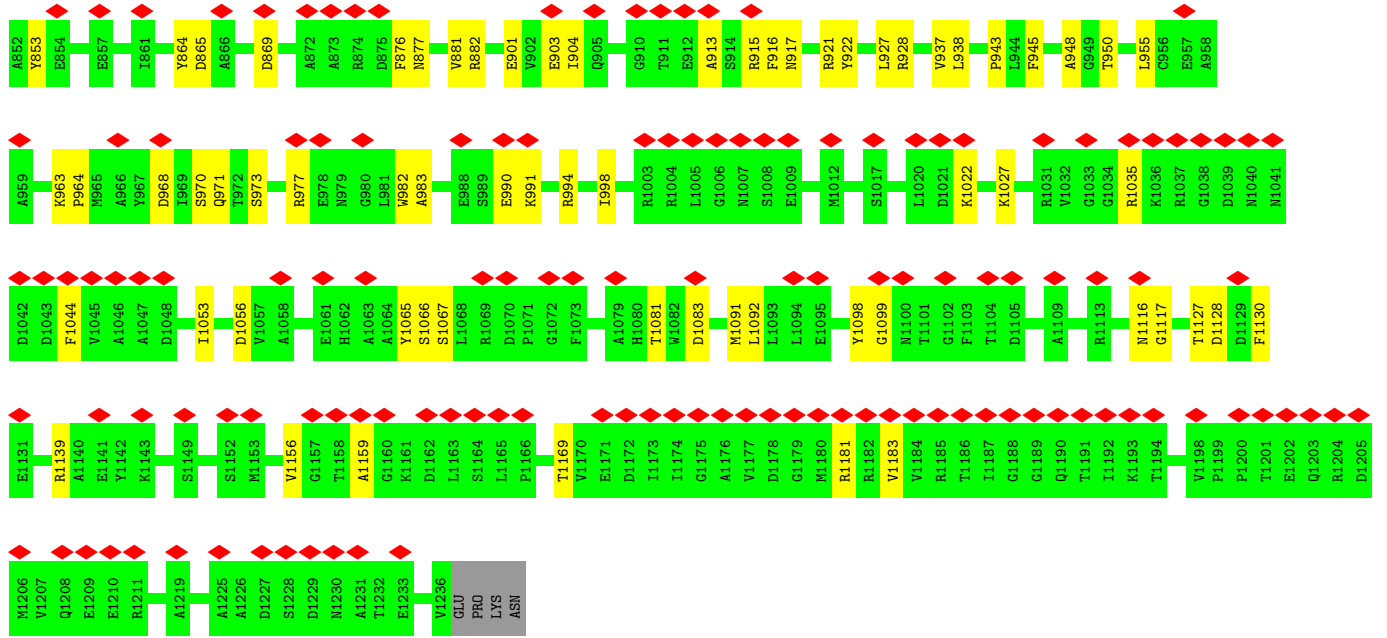 A852 Y853 E854 E857 I861 Y864 D865 A866 D869 A872 A873 R874 D875 F876 N877 V881 R882 E901 V902 E903 I904 Q905 G910 T911 E912 A913 S914 R915 F916 N917 R921 Y922 L927 R928 V937 L938 P943 L944 F945 A948 G949 T950 L955 C956 E957 A958
A959 K963 P964 M965 A966 Y967 D968 I969 S970 Q971 T972 S973 R977 E978 N979 G980 L981 W982 A983 E988 S989 E990 K991 R994 I998 R1003 R1004 L1005 G1006 N1007 S1008 E1009 M1012 S1017 L1020 D1021 K1022 K1027 R1031 V1032 G1033 G1034 R1035 K1036 R1037 G1038 D1039 N1040 N1041
D1042 D1043 F1044 V1045 A1046 A1047 D1048 I1053 D1056 V1057 A1058 E1061 H1062 A1063 A1064 Y1065 S1066 S1067 L1068 R1069 D1070 P1071 G1072 F1073 A1079 H1080 T1081 W1082 D1083 M1091 L1092 L1093 L1094 E1095 Y1098 G1099 N1100 T1101 G1102 F1103 T1104 D1105 A1109 R1113 N1116 G1117 T1127 D1128 D1129 F1130
E1131 R1139 A1140 E1141 Y1142 K1143 S1149 S1152 M1153 V1156 G1157 T1158 A1159 G1160 K1161 D1162 L1163 S1164 L1165 P1166 T1169 V1170 E1171 D1172 I1173 I1174 G1175 A1176 V1177 D1178 G1179 M1180 R1181 R1182 V1183 V1184 R1185 T1186 I1187 G1188 G1189 Q1190 T1191 I1192 K1193 T1194 V1198 P1199 P1200 T1201 E1202 Q1203 R1204 D1205
M1206 V1207 Q1208 E1209 E1210 R1211 A1219 A1225 A1226 D1227 S1228 D1229 N1230 A1231 T1232 E1233 V1236 GLU PRO LYS ASN